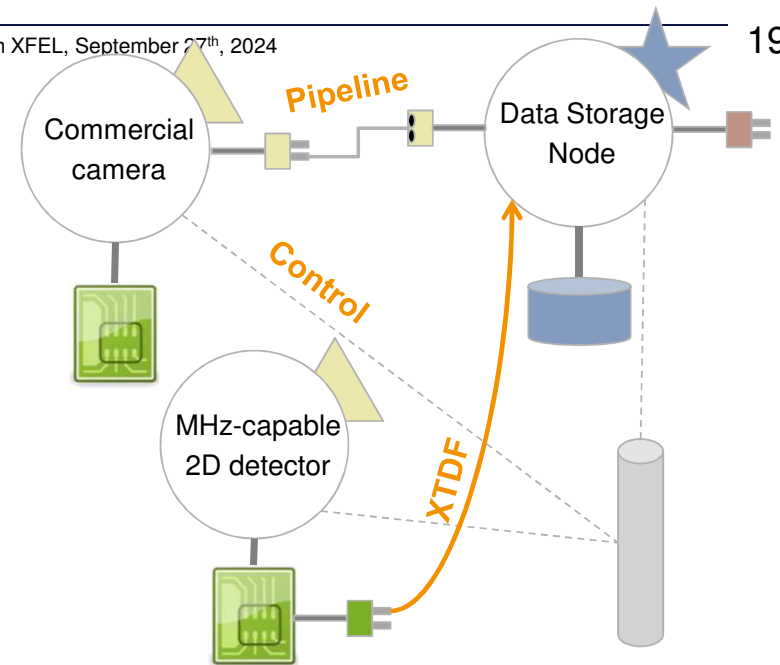 XFEL, September 27th, 2024
19
Pipeline
Commercial
camera
Data Storage
Node
Control
MHz-capable
2D detector
XTDF